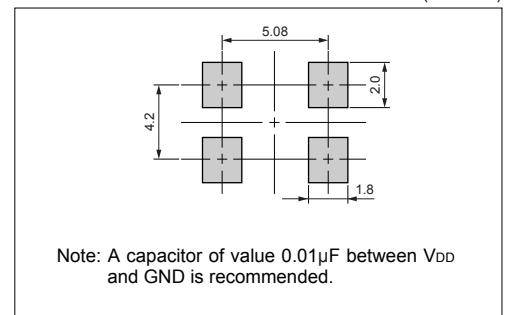 5.08
2.0
4.2
1.8
Note: A capacitor of value 0.01µF between VDD
and GND is recommended.